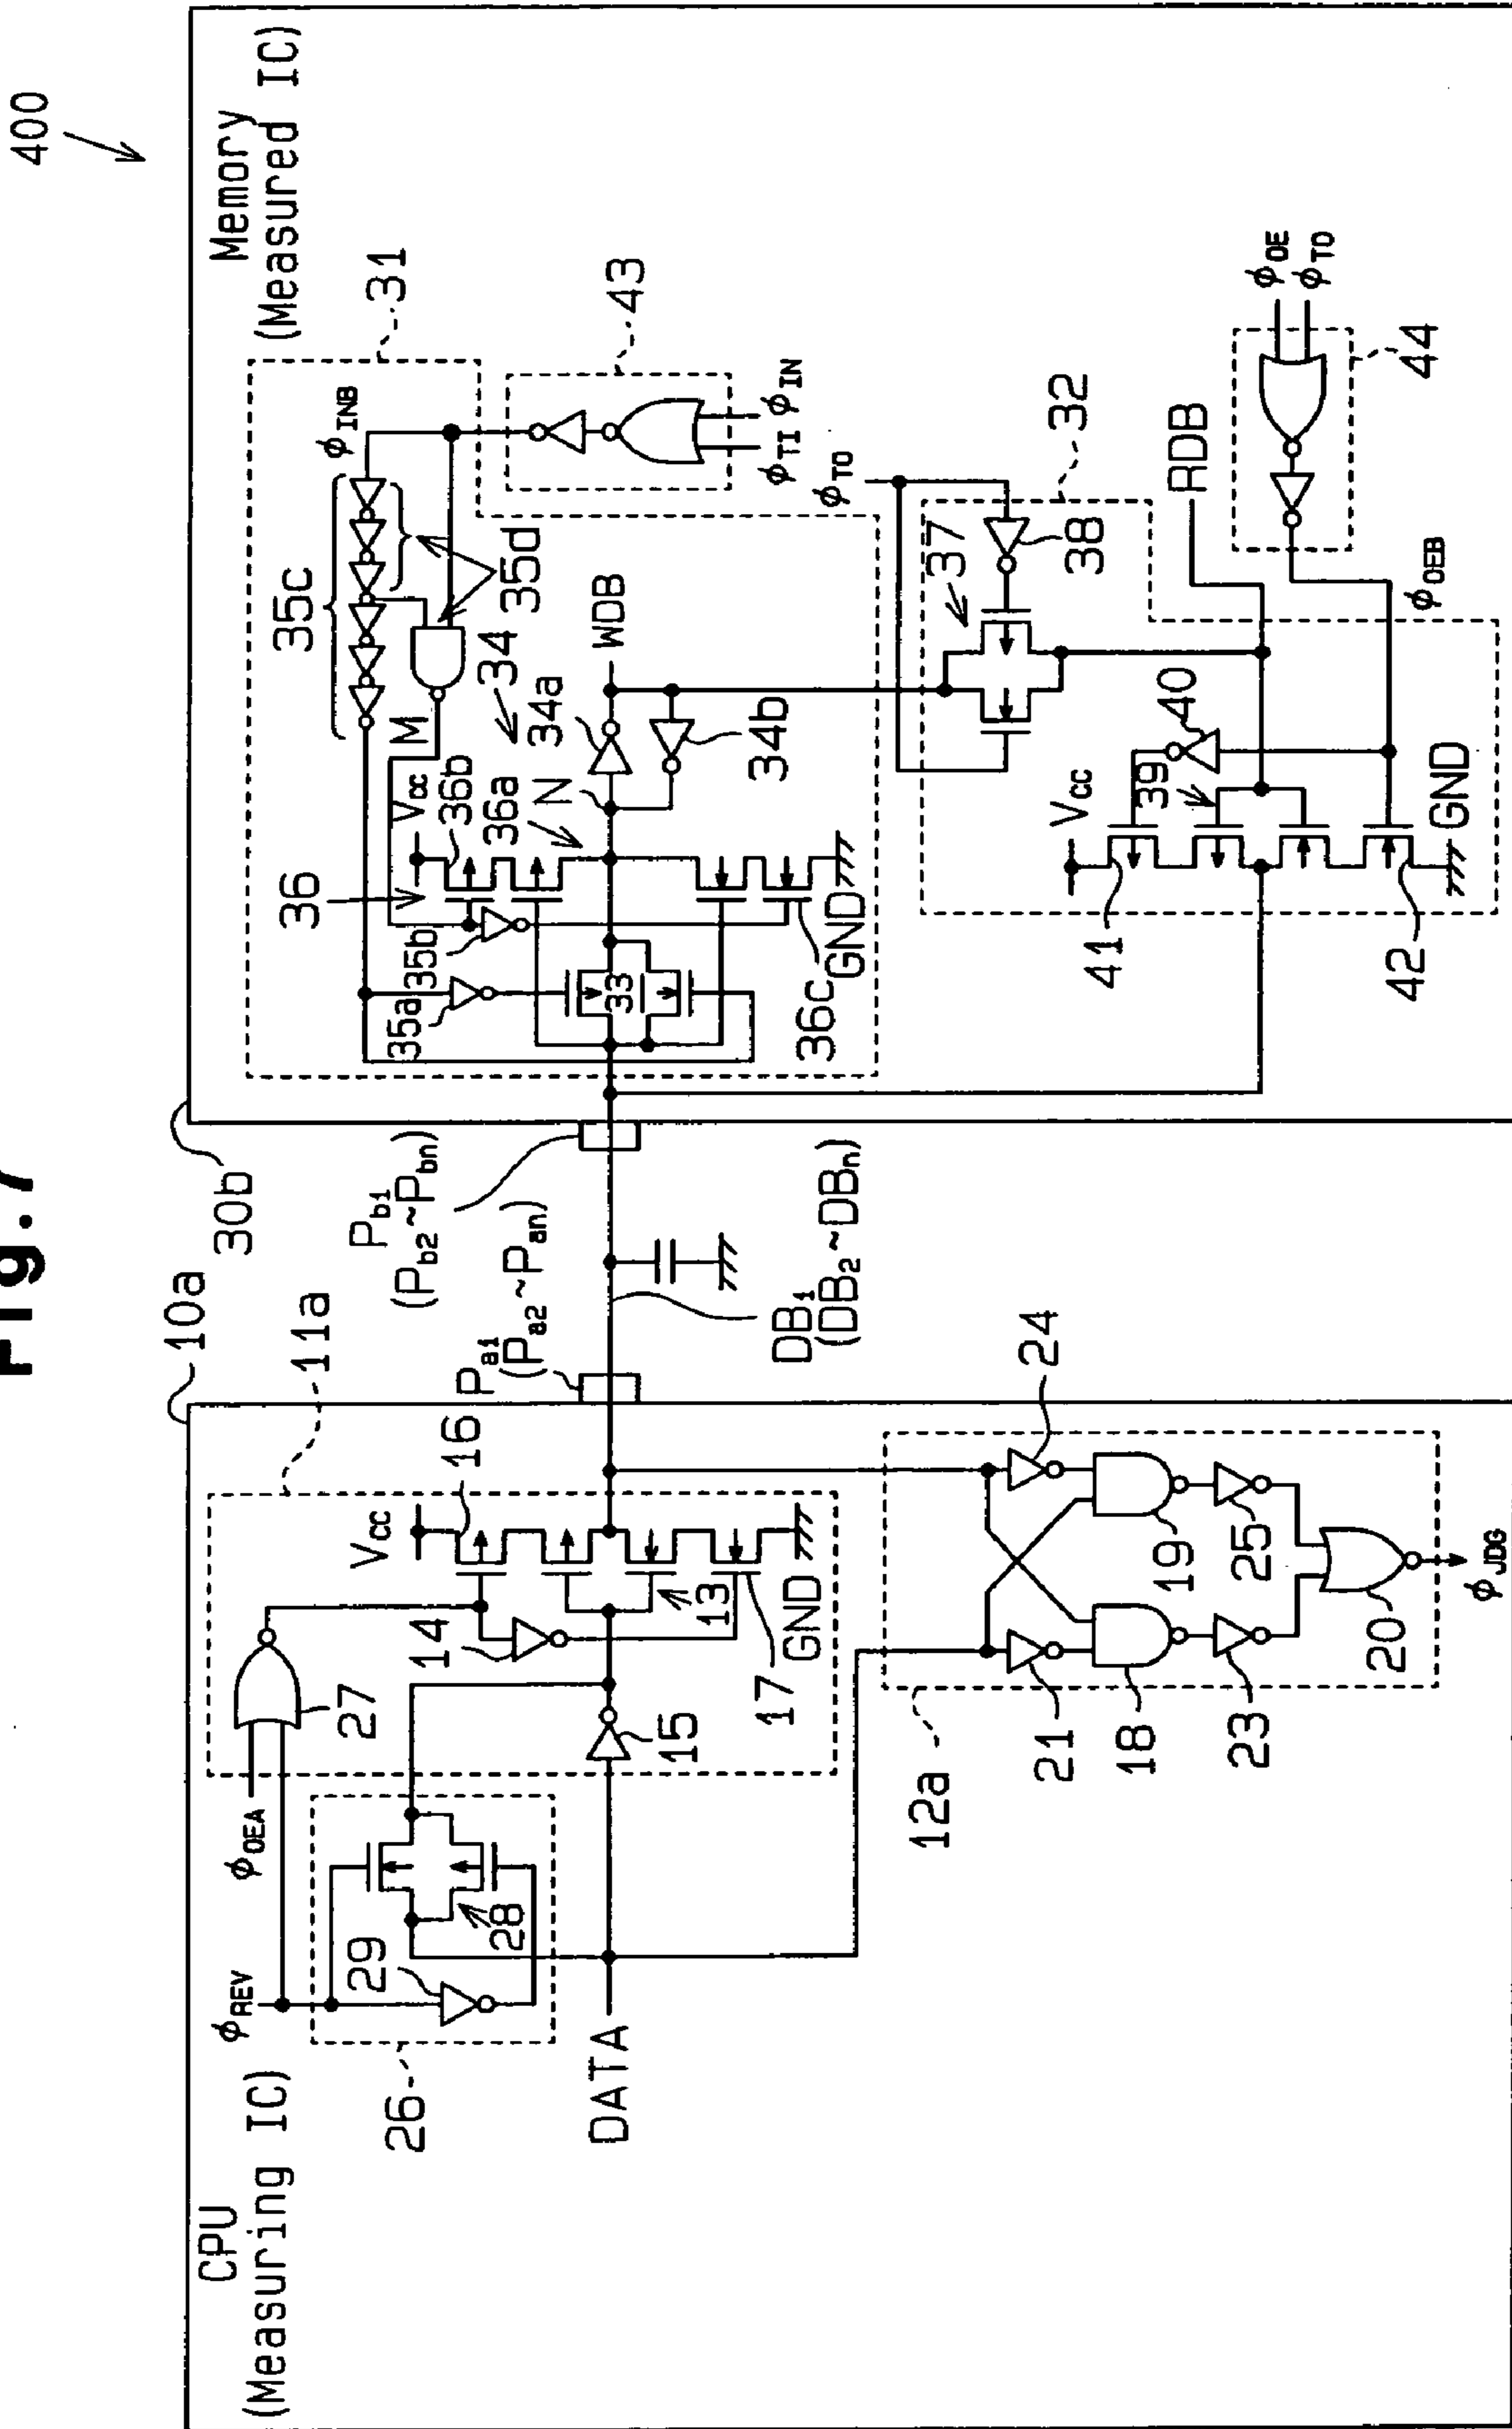 Fig.7
400
CPU
(Measuring IC)
10a
11a
φREV
φOEA
27
26
29
28
DATA
14
15
16
VCC
13
17
GND
12a
21
24
18
19
23
25
20
φJDG
Pa1
(Pa2~Pan)
Pb1
(Pb2~Pbn)
DB1
(DB2~DBn)
30b
Memory
(Measured IC)
31
35c
φINB
35d
M
36
VCC
36b
36a
34
34a
N
WDB
34b
35a
35b
33
36c
GND
43
φTI
φIN
φTO
32
37
38
RDB
VCC
39
40
41
42
GND
φOEB
44
φOE
φTO